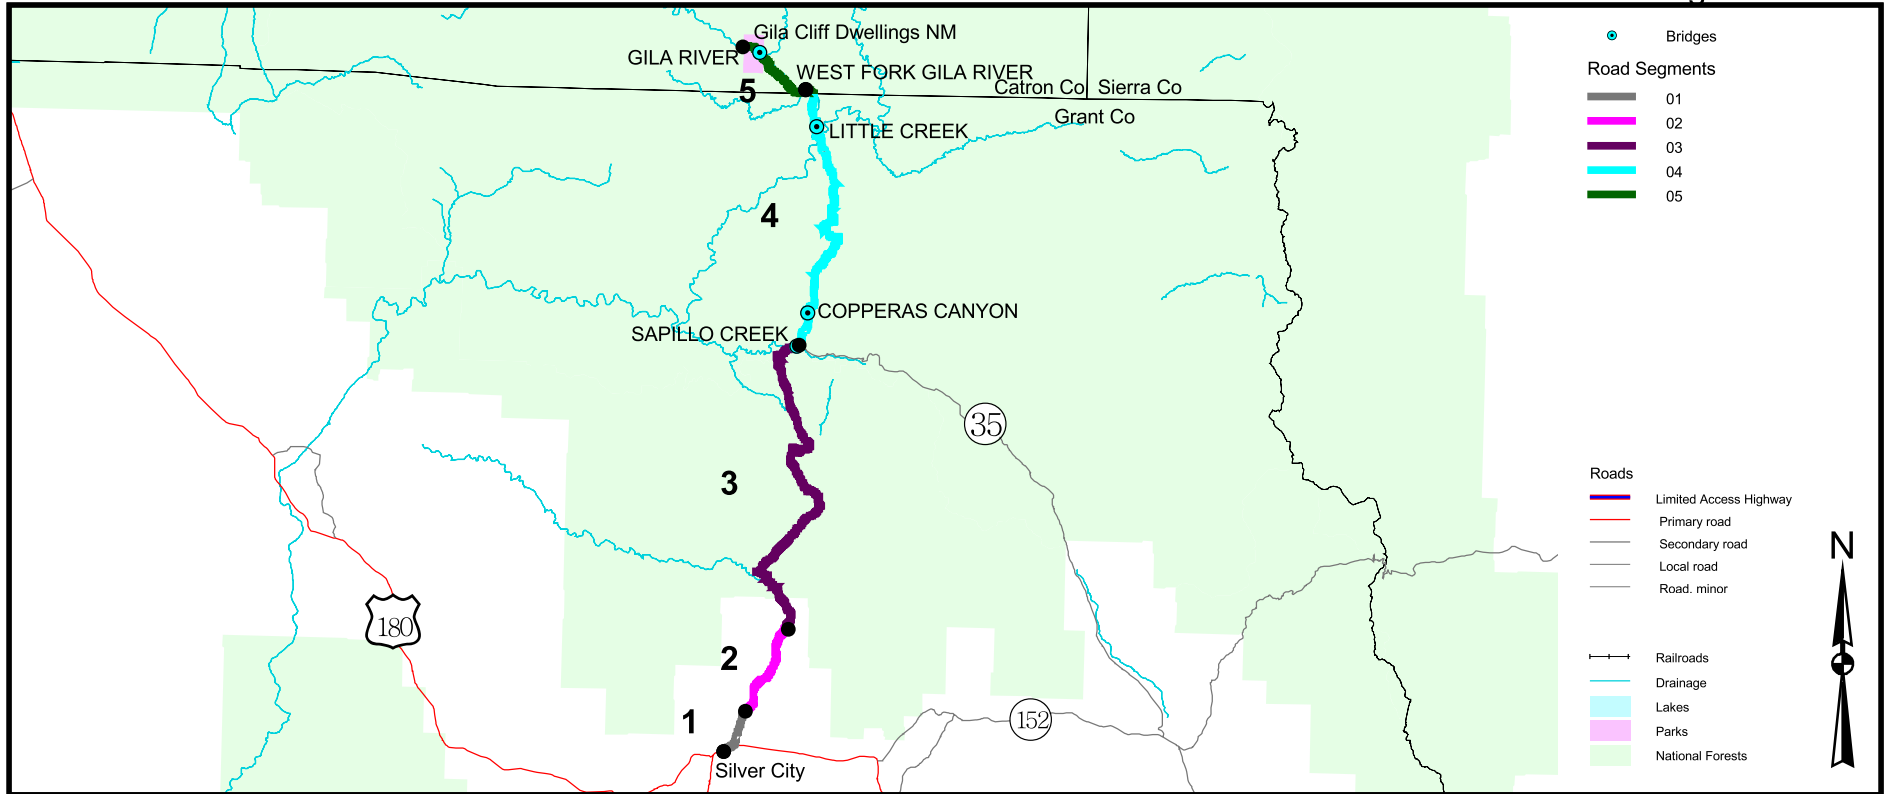 Gila Cliff Dwellings NM
GILA RIVER
WEST FORK GILA RIVER
5
Catron Co
Sierra Co
Grant Co
LITTLE CREEK
4
COPPERAS CANYON
SAPILLO CREEK
35
3
180
2
1
152
Silver City
Bridges
Road Segments
01
02
03
04
05
Roads
Limited Access Highway
Primary road
Secondary road
Local road
Road. minor
N
Railroads
Drainage
Lakes
Parks
National Forests